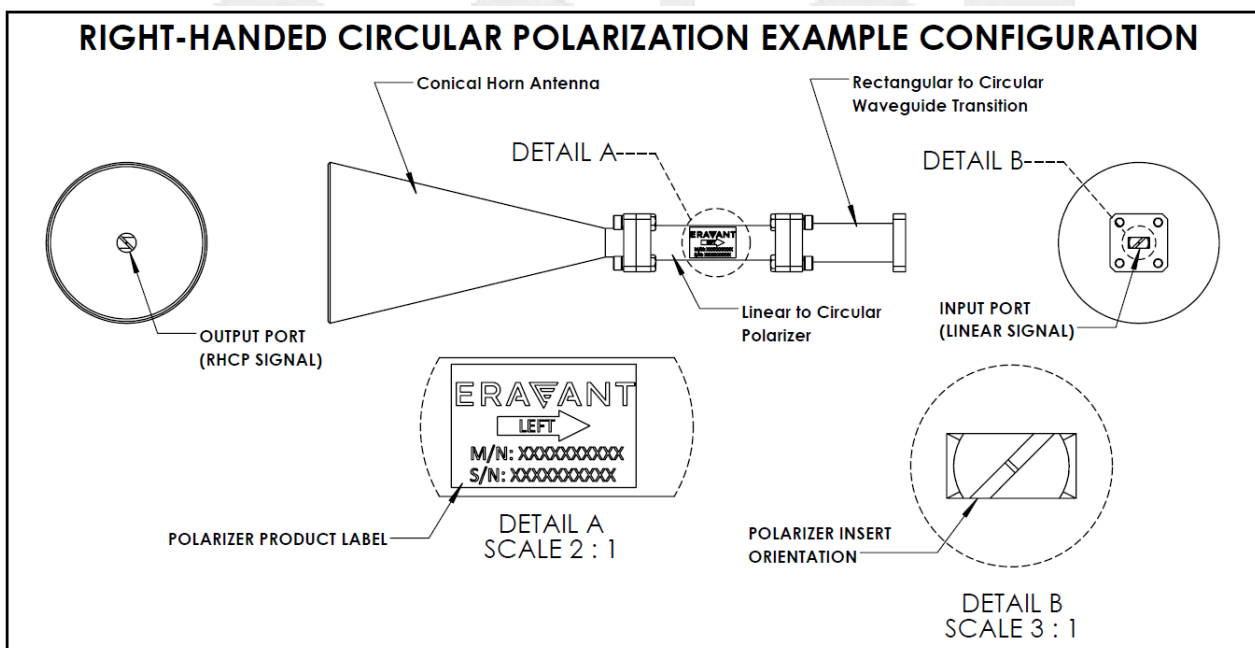 RIGHT-HANDED CIRCULAR POLARIZATION EXAMPLE CONFIGURATION
Conical Horn Antenna
Rectangular to Circular
Waveguide Transition
DETAIL A
DETAIL B
ERAVANT
OUTPUT PORT
(RHCP SIGNAL)
Linear to Circular
Polarizer
INPUT PORT
(LINEAR SIGNAL)
ERAVANT
LEFT
M/N: XXXXXXXXXX
S/N: XXXXXXXXXX
POLARIZER PRODUCT LABEL
DETAIL A
SCALE 2 : 1
POLARIZER INSERT
ORIENTATION
DETAIL B
SCALE 3 : 1